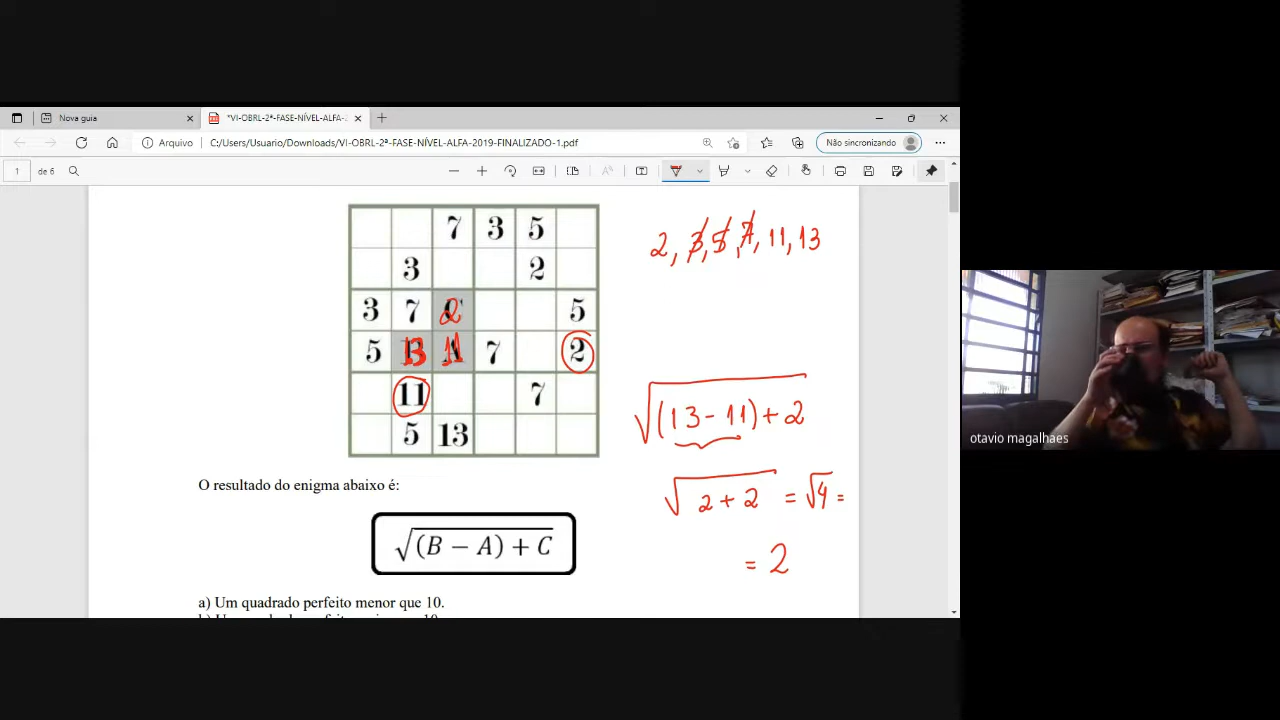 Nova guia
*VI-OBRL-2ª-FASE-NÍVEL-ALFA-2
Arquivo C:/Users/Usuario/Downloads/VI-OBRL-2ª-FASE-NÍVEL-ALFA-2019-FINALIZADO-1.pdf
Não sincronizando
1 de 6
7 3 5
3 2
3 7 2 5
5 13 11 7 2
11 7
5 13
2, 3, 5, 7, 11, 13
√(13 - 11) + 2
√2 + 2 = √4 =
= 2
O resultado do enigma abaixo é:
√(B − A) + C
a) Um quadrado perfeito menor que 10.
otavio magalhaes